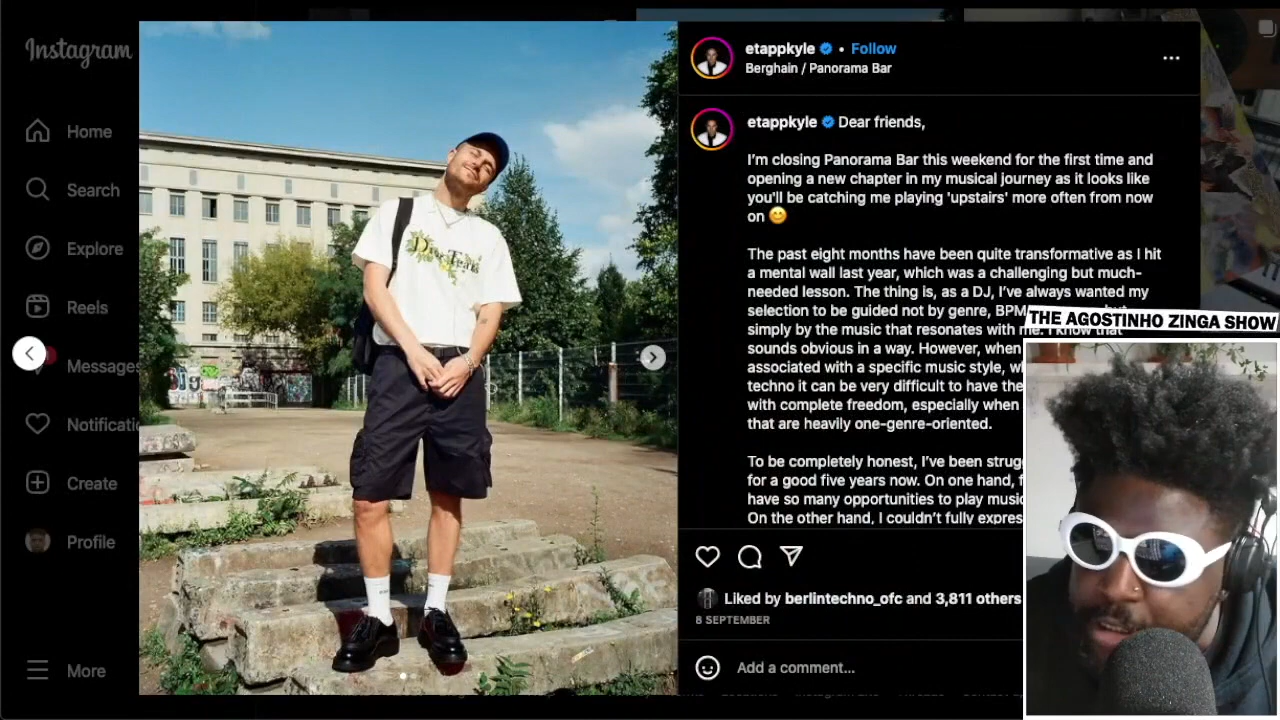 Instagram
Home
Search
Explore
Reels
Messages
Notificati
Create
Profile
More
etappkyle • Follow
Berghain / Panorama Bar
etappkyle Dear friends,
I'm closing Panorama Bar this weekend for the first time and
opening a new chapter in my musical journey as it looks like
you'll be catching me playing 'upstairs' more often from now
on 😊
The past eight months have been quite transformative as I hit
a mental wall last year, which was a challenging but much-
needed lesson. The thing is, as a DJ, I've always wanted my
selection to be guided not by genre, BPM
simply by the music that resonates with me. I know that
sounds obvious in a way. However, when
associated with a specific music style,
techno it can be very difficult to have the
with complete freedom, especially when
that are heavily one-genre-oriented.
To be completely honest, I've been
for a good five years now. On one hand,
have so many opportunities to play
On the other hand, I couldn't fully
Liked by berlintechno_ofc and 3,811 others
8 SEPTEMBER
Add a comment...
THE AGOSTINHO ZINGA SHOW